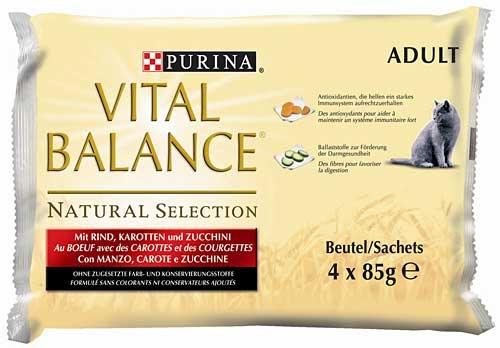 PURINA®
ADULT
VITAL
BALANCE®
NATURAL SELECTION
Antioxidantien, die helfen ein starkes
Immunsystem aufrechtzuerhalten
Des antioxydants pour aider à
maintenir un système immunitaire fort
Ballaststoffe zur Förderung
der Darmgesundheit
Des fibres pour favoriser
la digestion
Mit RIND, KAROTTEN und ZUCCHINI
Au BOEUF avec des CAROTTES et des COURGETTES
Con MANZO, CAROTE e ZUCCHINE
OHNE ZUGESETZTE FARB- UND KONSERVIERUNGSSTOFFE
FORMULÉ SANS COLORANTS NI CONSERVATEURS AJOUTÉS
Beutel/Sachets
4 x 85g ℮